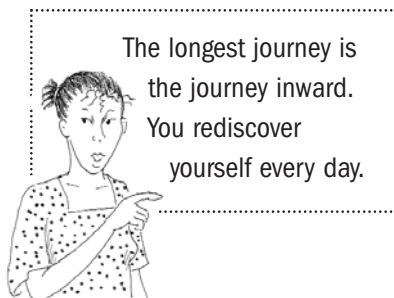 The longest journey is
the journey inward.
You rediscover
yourself every day.